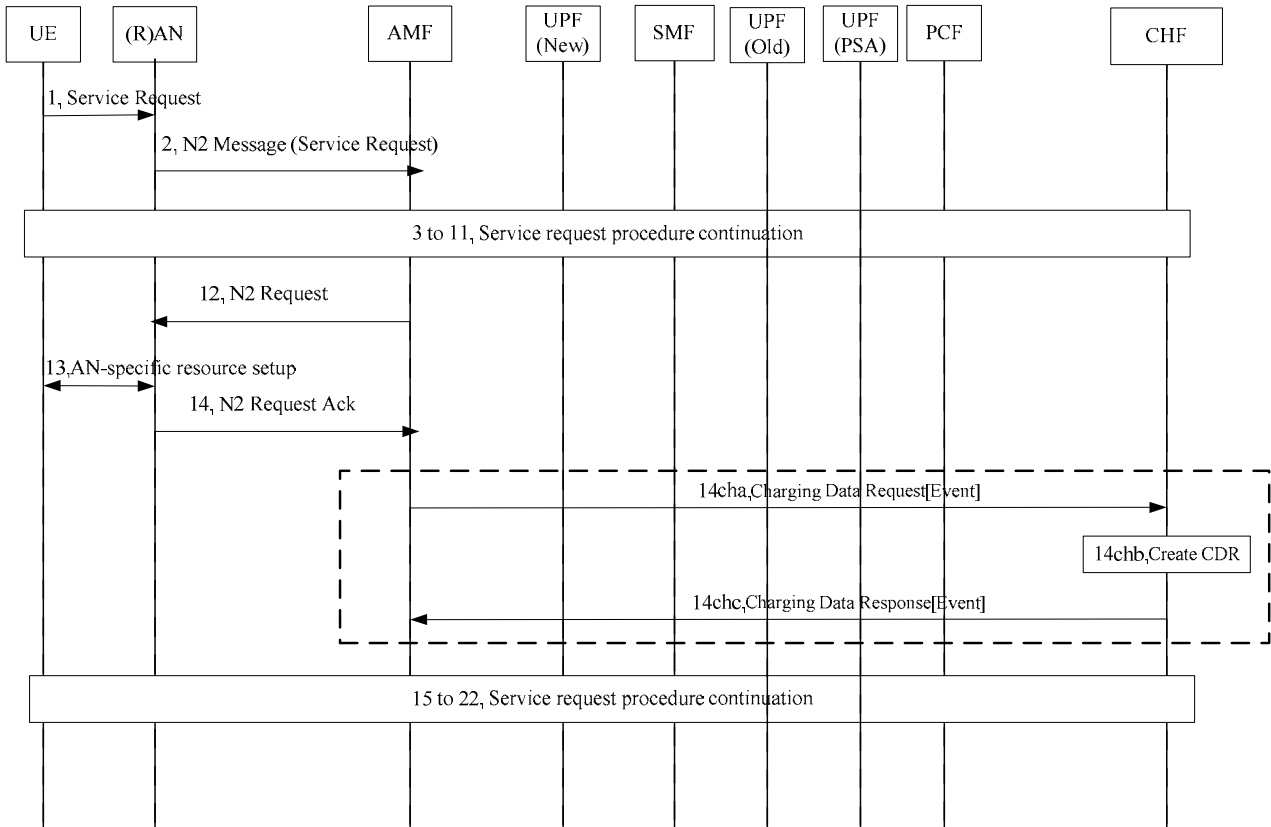 UE
(R)AN
AMF
UPF
(New)
SMF
UPF
(Old)
UPF
(PSA)
PCF
CHF
1, Service Request
2, N2 Message (Service Request)
3 to 11, Service request procedure continuation
12, N2 Request
13,AN-specific resource setup
14, N2 Request Ack
14cha,Charging Data Request[Event]
14chb,Create CDR
14chc,Charging Data Response[Event]
15 to 22, Service request procedure continuation